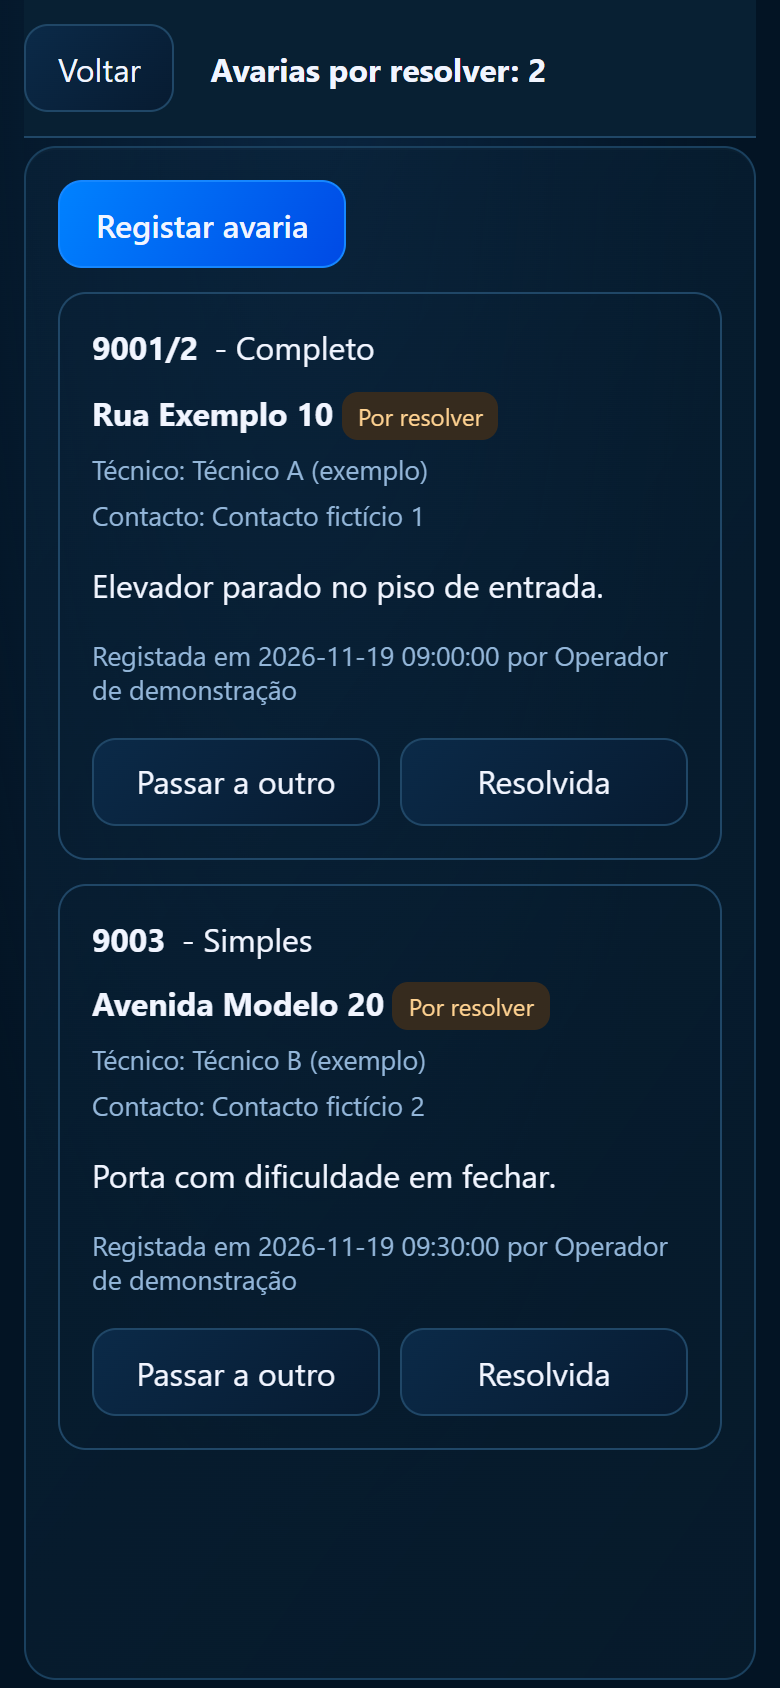 Voltar
Avarias por resolver: 2
Registar avaria
9001/2 - Completo
Rua Exemplo 10 Por resolver
Técnico: Técnico A (exemplo)
Contacto: Contacto fictício 1
Elevador parado no piso de entrada.
Registada em 2026-11-19 09:00:00 por Operador
de demonstração
Passar a outro
Resolvida
9003 - Simples
Avenida Modelo 20 Por resolver
Técnico: Técnico B (exemplo)
Contacto: Contacto fictício 2
Porta com dificuldade em fechar.
Registada em 2026-11-19 09:30:00 por Operador
de demonstração
Passar a outro
Resolvida